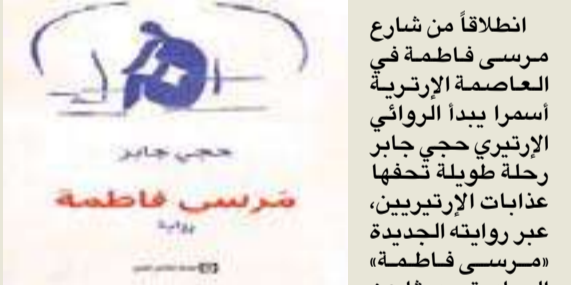 انطلاقاً من شارع
مرسى فاطمة في
العاصمة الإرترية
أسمرا يبدأ الروائي
الإرتيري حجي جابر
رحلة طويلة تحفها
عذابات الإرتيريين،
عبر روايته الجديدة
«مرسى فاطمة»
حجي جابر
مَرسى فاطمة
رواية